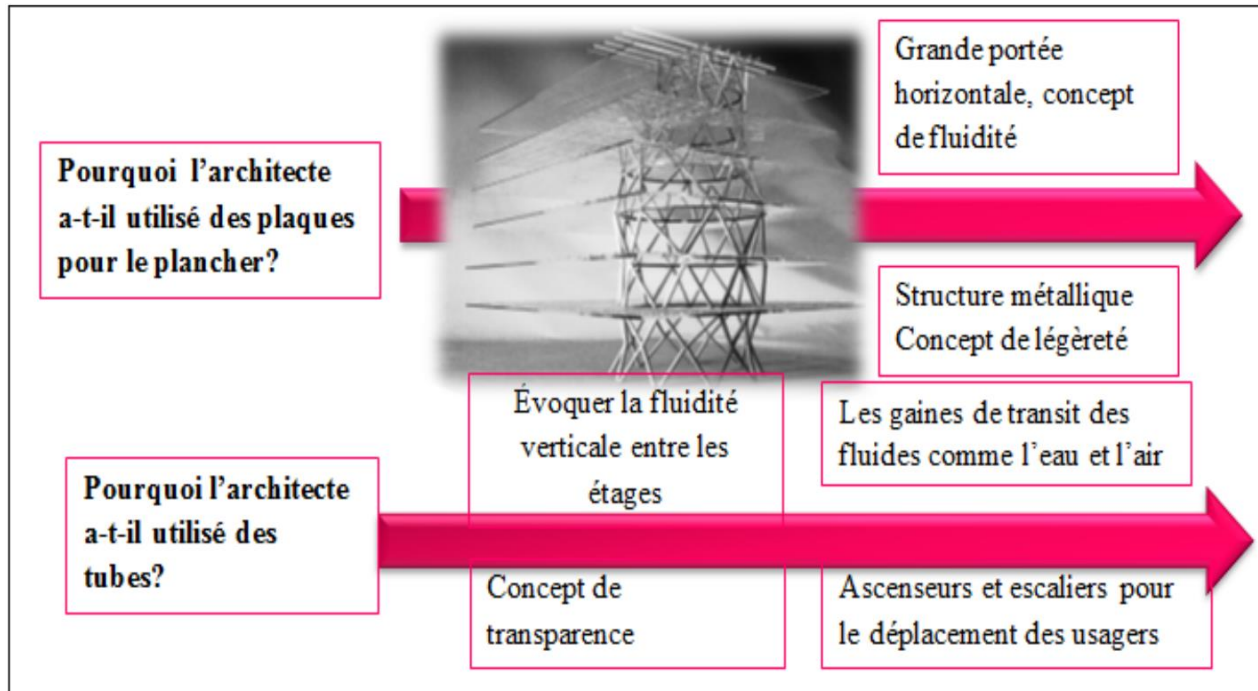 Pourquoi l'architecte
a-t-il utilisé des plaques
pour le plancher?
Grande portée
horizontale, concept
de fluidité
Structure métallique
Concept de légèreté
Pourquoi l'architecte
a-t-il utilisé des
tubes?
Évoquer la fluidité
verticale entre les
étages
Les gaines de transit des
fluides comme l'eau et l'air
Concept de
transparence
Ascenseurs et escaliers pour
le déplacement des usagers